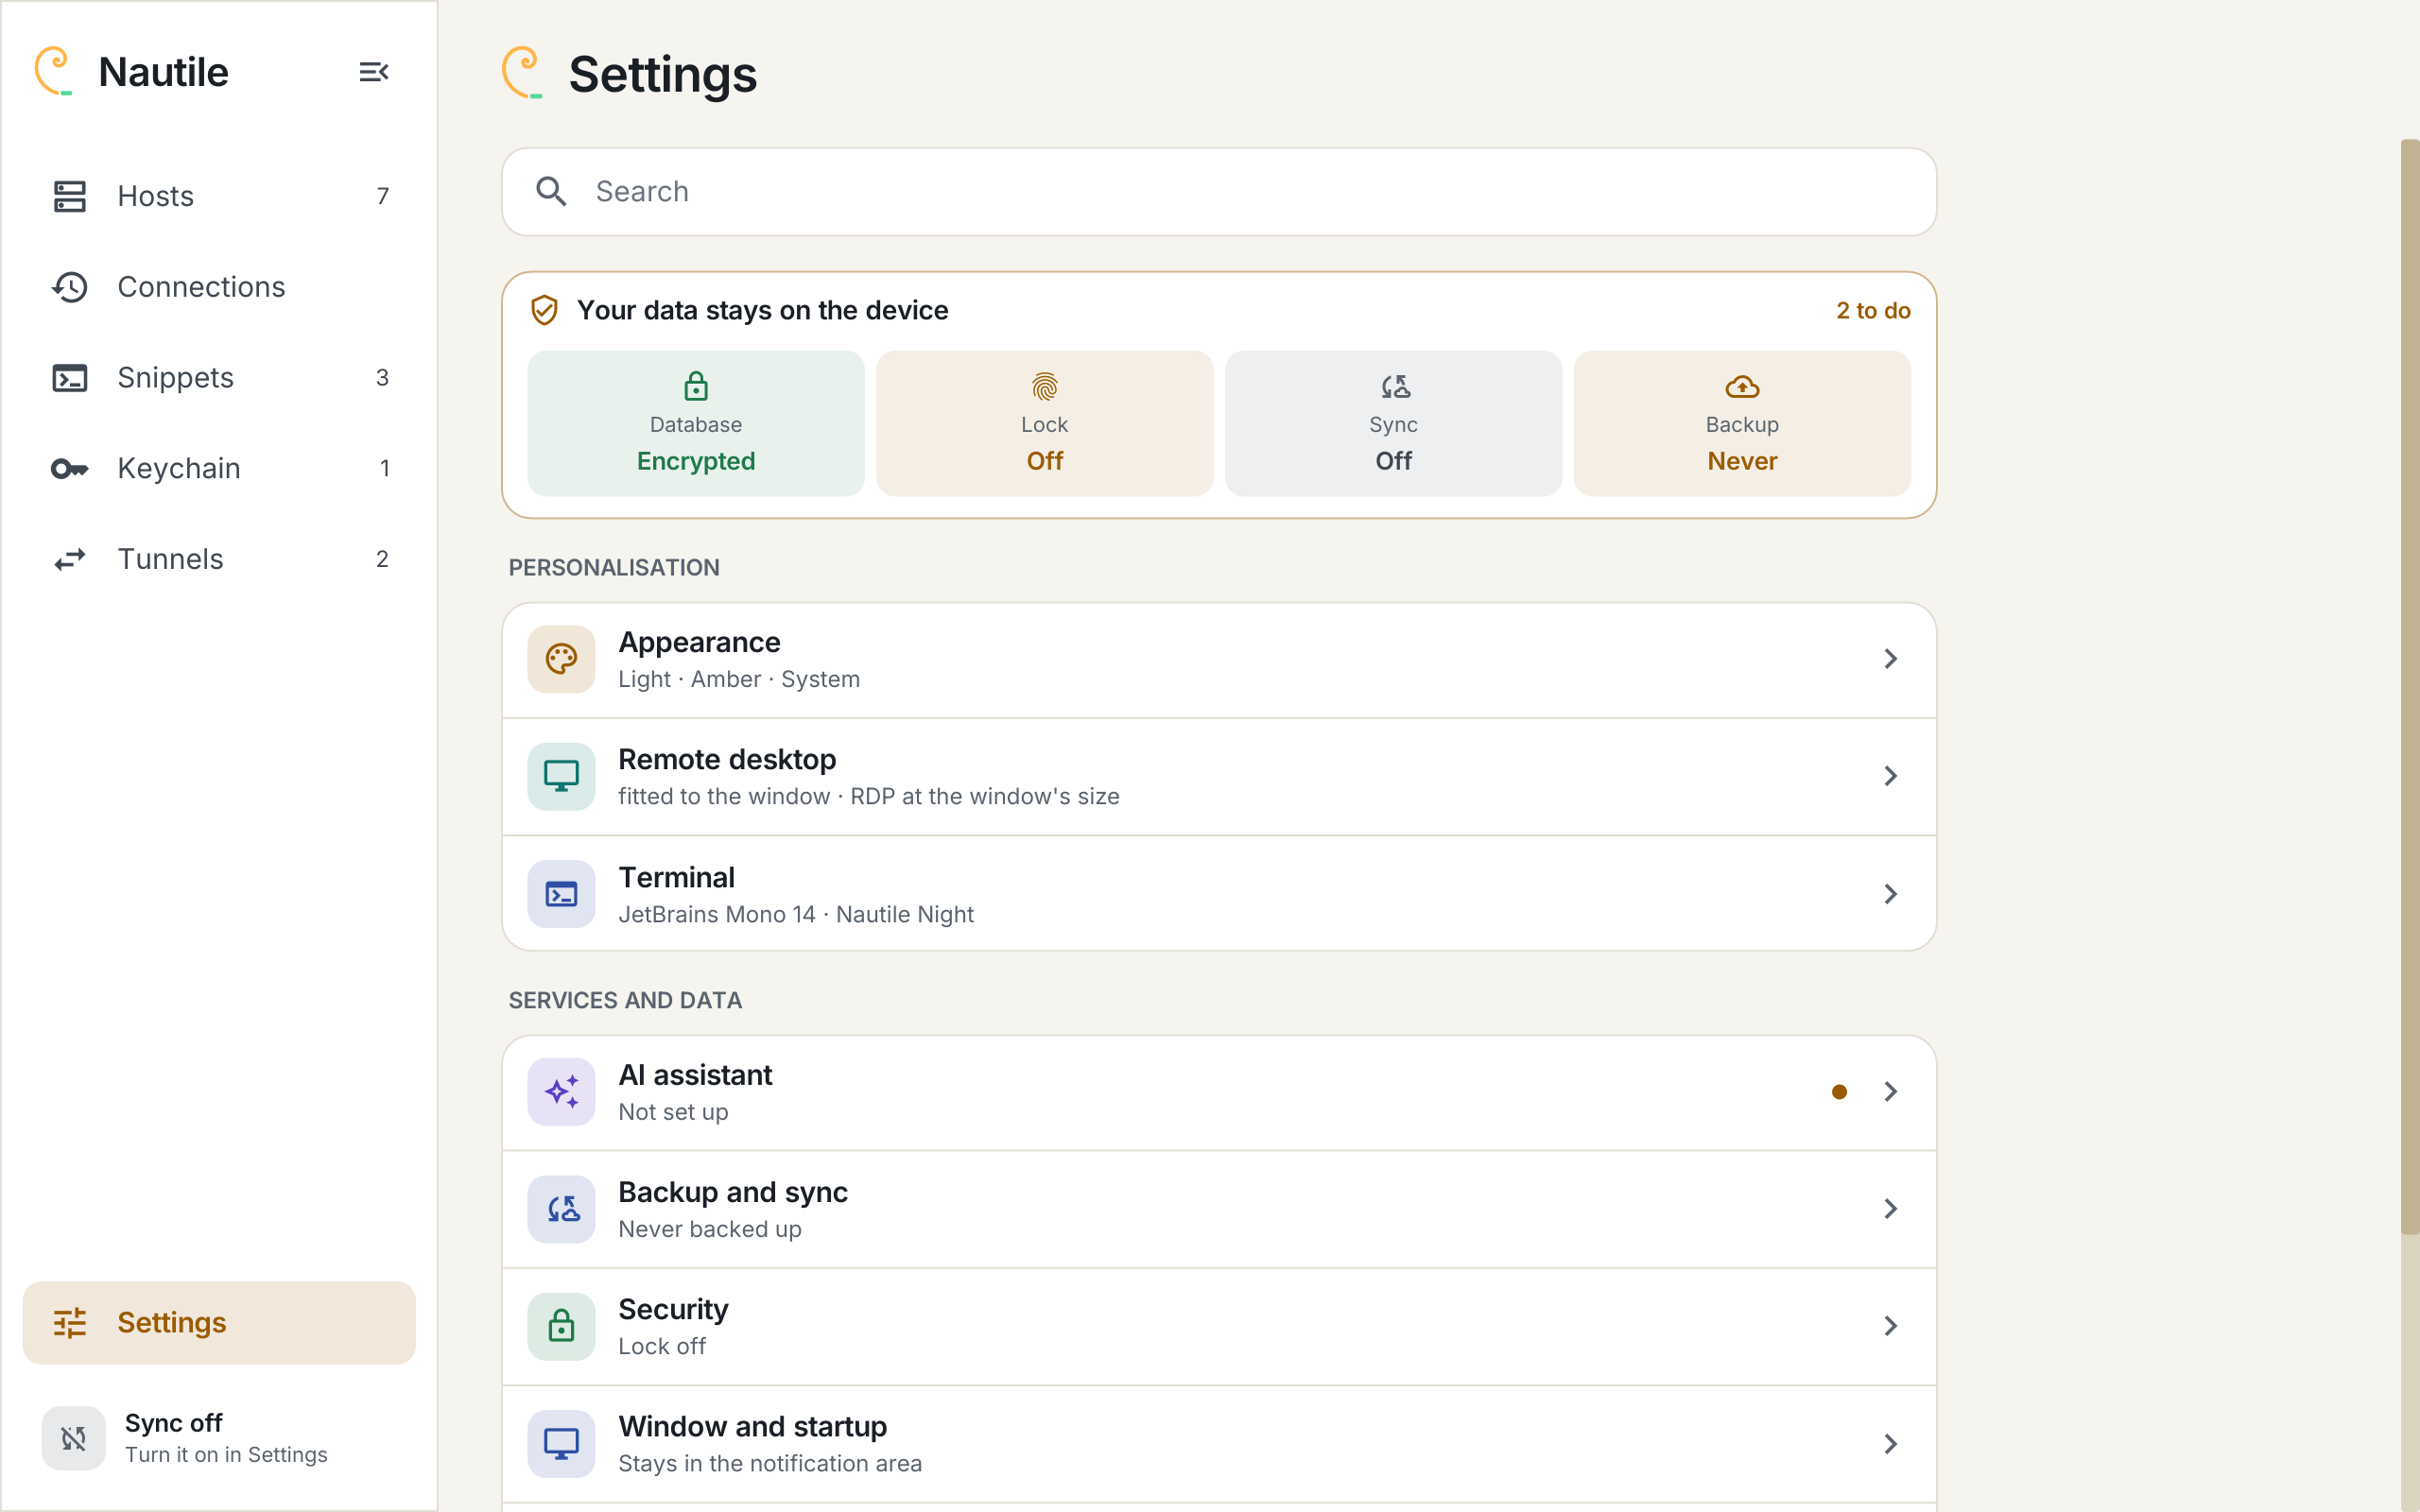 Nautile
Hosts 7
Connections
Snippets 3
Keychain 1
Tunnels 2
Settings
Sync off
Turn it on in Settings
Settings
Search
Your data stays on the device
2 to do
Database
Encrypted
Lock
Off
Sync
Off
Backup
Never
PERSONALISATION
Appearance
Light · Amber · System
Remote desktop
fitted to the window · RDP at the window's size
Terminal
JetBrains Mono 14 · Nautile Night
SERVICES AND DATA
AI assistant
Not set up
Backup and sync
Never backed up
Security
Lock off
Window and startup
Stays in the notification area